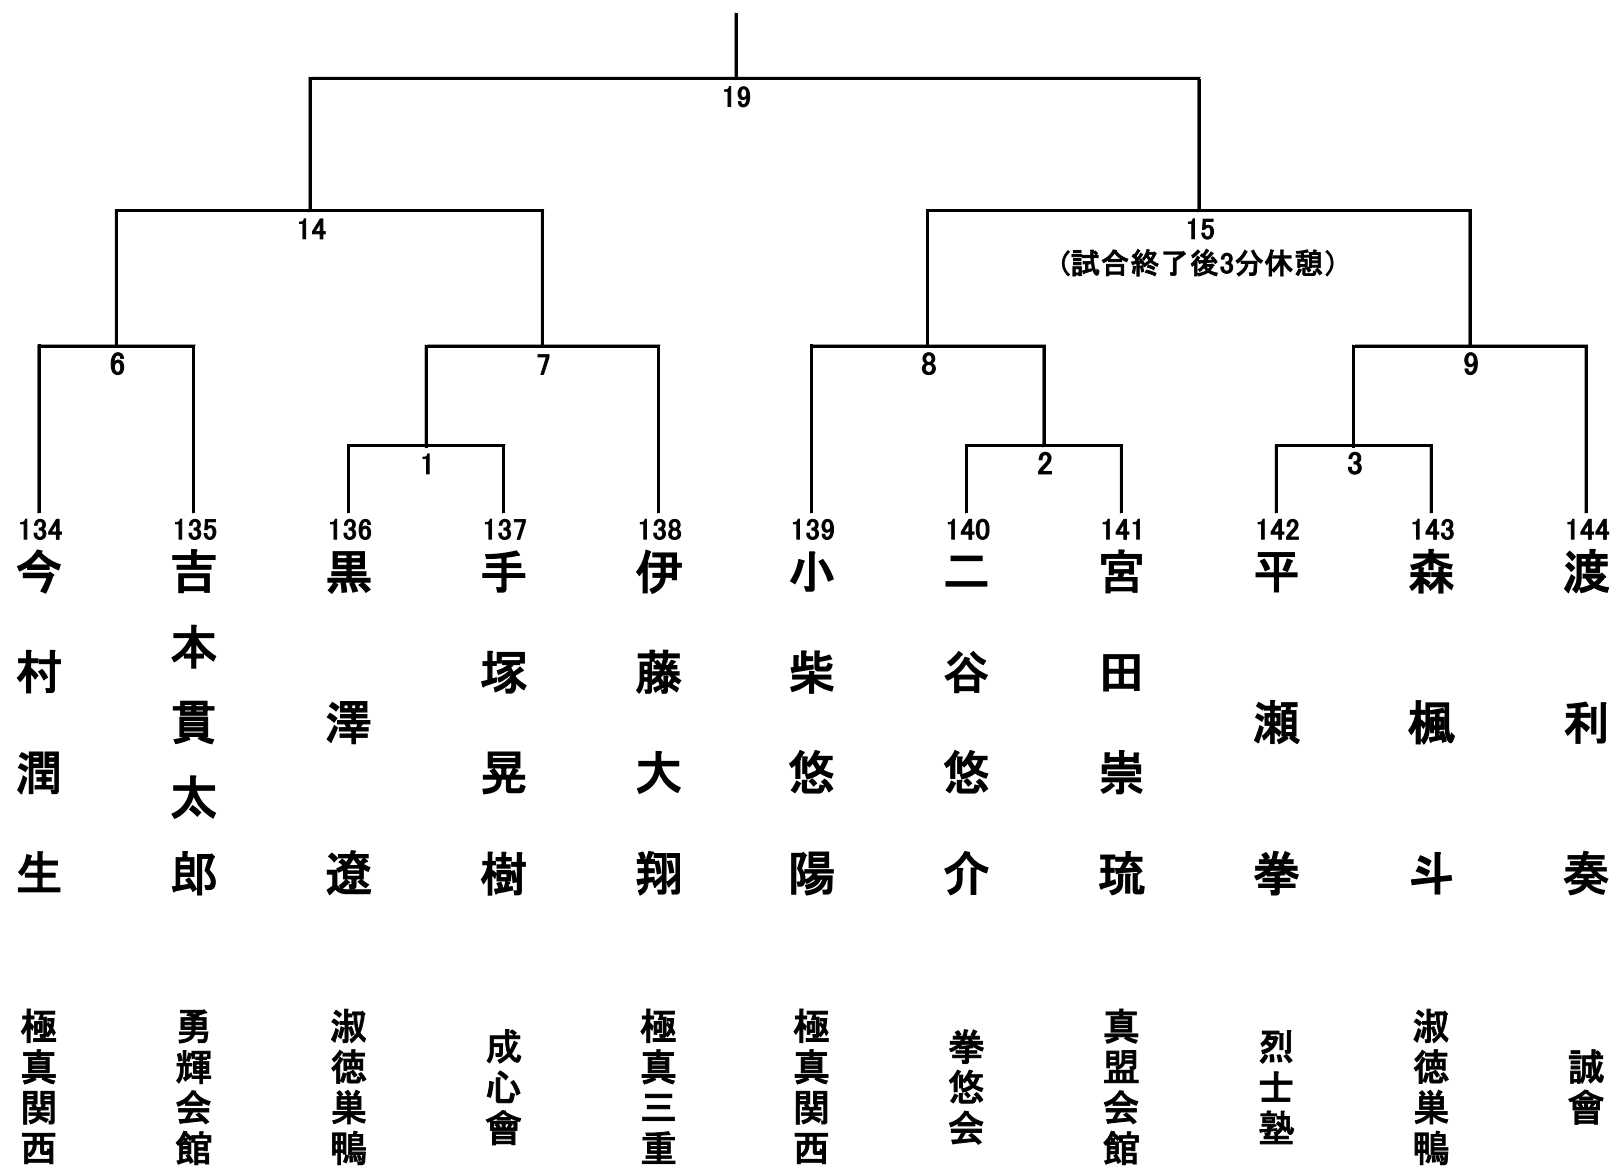 19
14
15
(試合終了後3分休憩)
6
7
8
9
1
2
3
134
135
136
137
138
139
140
141
142
143
144
今村潤生
吉本貫太郎
黒澤遼
手塚晃樹
伊藤大翔
小柴悠陽
二谷悠介
宮田崇琉
平瀬拳
森楓斗
渡利奏
極真関西
勇輝会館
淑徳巣鴨
成心會
極真三重
極真関西
拳悠会
真盟会館
烈士塾
淑徳巣鴨
誠會